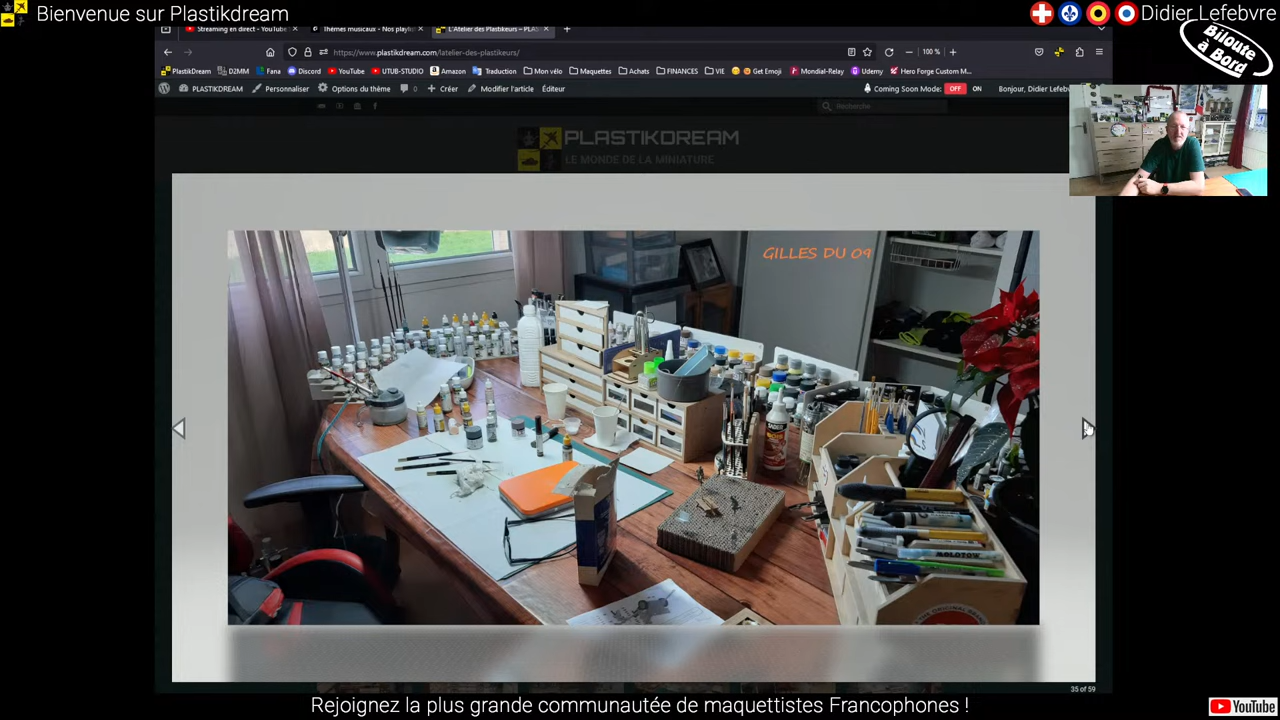 Bienvenue sur Plastikdream
Didier Lefebvre
Biloute
à Bord
Streaming en direct - YouTube
Thèmes musicaux - Nos playli
L'Atelier des Plastikeurs – PLAS
https://www.plastikdream.com/latelier-des-plastikeurs/
100 %
PlastikDream D2MM Fana Discord YouTube UTUB-STUDIO Amazon Traduction Mon vélo Maquettes Achats FINANCES VIE Get Emoji Mondial-Relay Udemy Hero Forge Custom M...
PLASTIKDREAM Personnaliser Options du thème 0 Créer Modifier l'article Éditeur Coming Soon Mode: OFF ON Bonjour, Didier Lefeb
Recherche
PLASTIKDREAM
LE MONDE DE LA MINIATURE
GILLES DU 09
MOLOTOW
35 of 59
Rejoignez la plus grande communautée de maquettistes Francophones !
YouTube